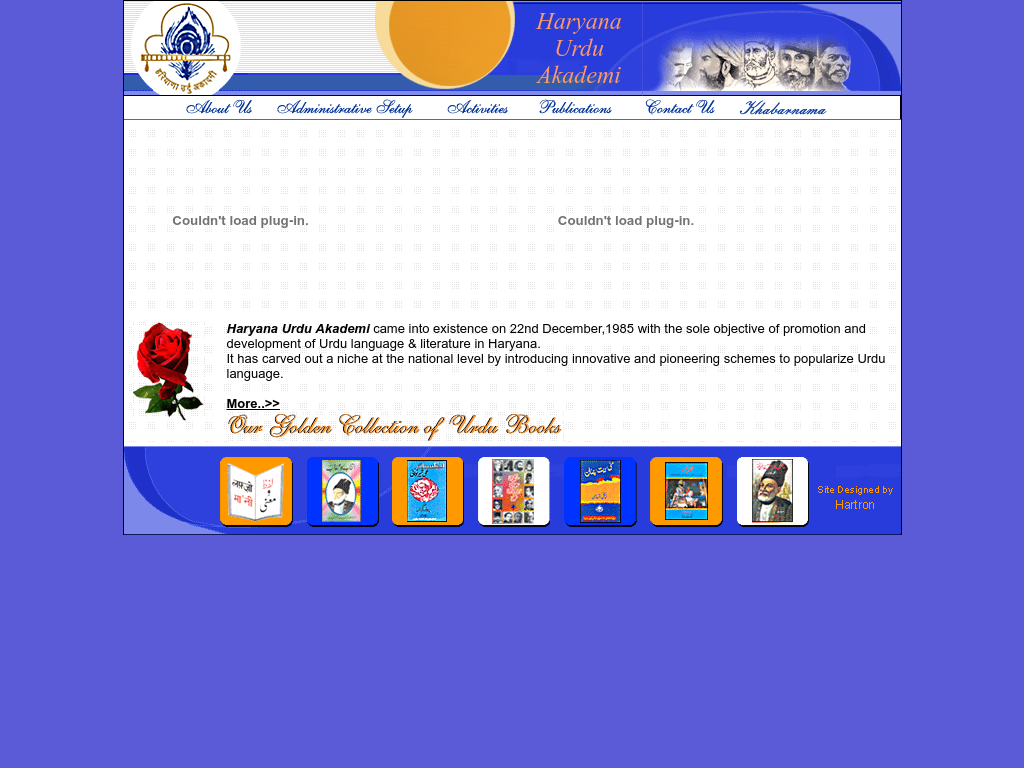 हरियाणा उर्दू अकादमी
Haryana
Urdu
Akademi
About Us Administrative Setup Activities Publications Contact Us Khabarnama
Couldn't load plug-in. Couldn't load plug-in.
Haryana Urdu Akademi came into existence on 22nd December,1985 with the sole objective of promotion and
development of Urdu language & literature in Haryana.
It has carved out a niche at the national level by introducing innovative and pioneering schemes to popularize Urdu
language.
More..>>
Our Golden Collection of Urdu Books
लफ़्ज़ो
मा'नी
لفظ
معنی
Site Designed by
Hartron